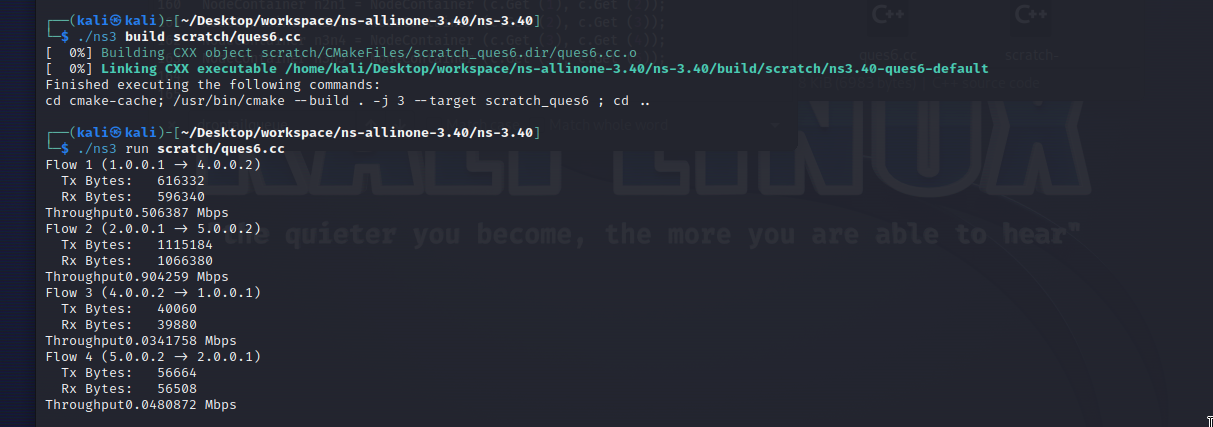 ┌──(kali㉿kali)-[~/Desktop/workspace/ns-allinone-3.40/ns-3.40]
└─$ ./ns3 build scratch/ques6.cc
[  0%] Building CXX object scratch/CMakeFiles/scratch_ques6.dir/ques6.cc.o
[  0%] Linking CXX executable /home/kali/Desktop/workspace/ns-allinone-3.40/ns-3.40/build/scratch/ns3.40-ques6-default
Finished executing the following commands:
cd cmake-cache; /usr/bin/cmake --build . -j 3 --target scratch_ques6 ; cd ..
┌──(kali㉿kali)-[~/Desktop/workspace/ns-allinone-3.40/ns-3.40]
└─$ ./ns3 run scratch/ques6.cc
Flow 1 (1.0.0.1 -> 4.0.0.2)
  Tx Bytes:   616332
  Rx Bytes:   596340
Throughput0.506387 Mbps
Flow 2 (2.0.0.1 -> 5.0.0.2)
  Tx Bytes:   1115184
  Rx Bytes:   1066380
Throughput0.904259 Mbps
Flow 3 (4.0.0.2 -> 1.0.0.1)
  Tx Bytes:   40060
  Rx Bytes:   39880
Throughput0.0341758 Mbps
Flow 4 (5.0.0.2 -> 2.0.0.1)
  Tx Bytes:   56664
  Rx Bytes:   56508
Throughput0.0480872 Mbps
KALI LINUX
"the quieter you become, the more you are able to hear"
C++
C++